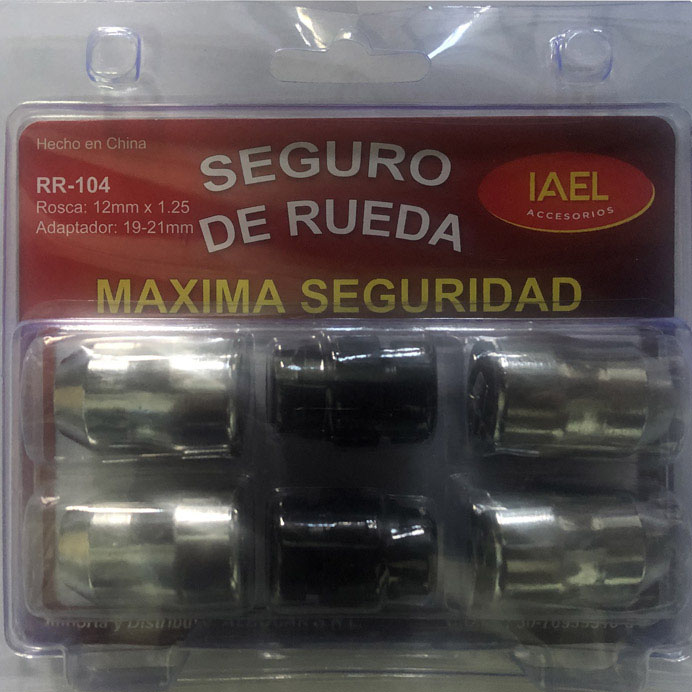 Hecho en China
RR-104
Rosca: 12mm x 1.25
Adaptador: 19-21mm
SEGURO
DE RUEDA
IAEL
ACCESORIOS
MAXIMA SEGURIDAD
y